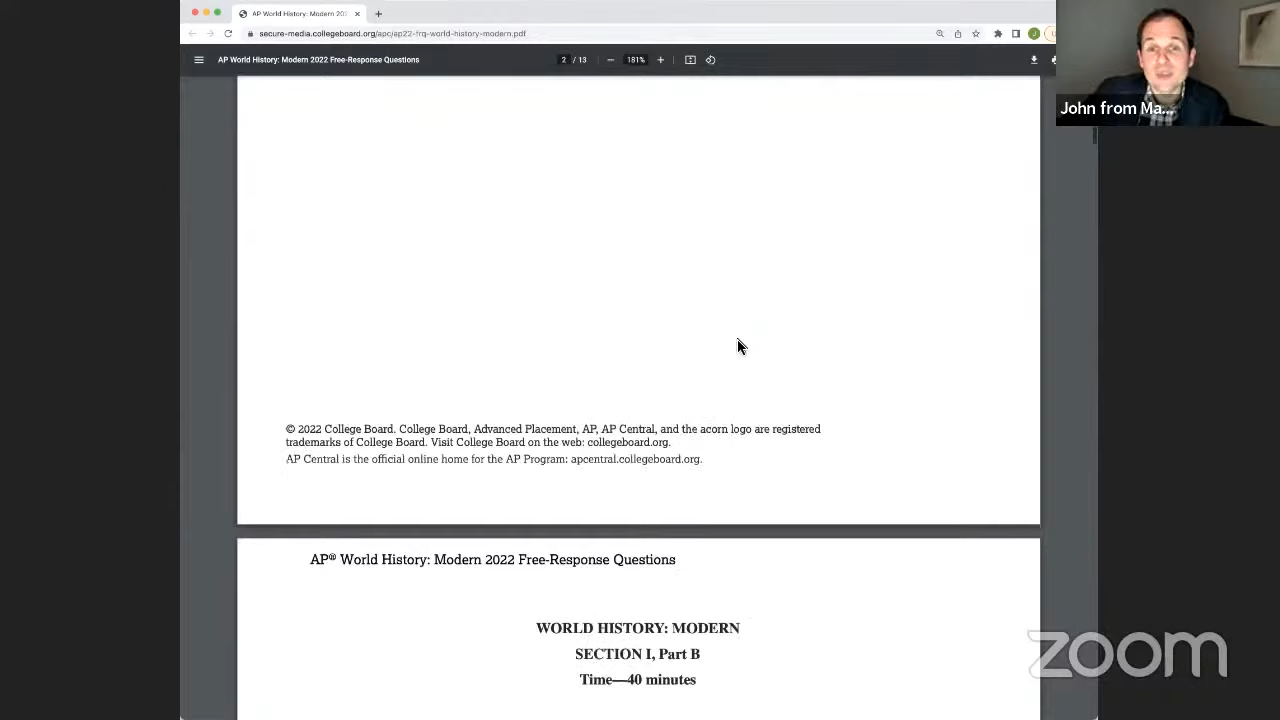 AP World History: Modern 202
secure-media.collegeboard.org/apc/ap22-frq-world-history-modern.pdf
AP World History: Modern 2022 Free-Response Questions
2 / 13
181%
John from Ma...
© 2022 College Board. College Board, Advanced Placement, AP, AP Central, and the acorn logo are registered
trademarks of College Board. Visit College Board on the web: collegeboard.org.
AP Central is the official online home for the AP Program: apcentral.collegeboard.org.
AP® World History: Modern 2022 Free-Response Questions
WORLD HISTORY: MODERN
SECTION I, Part B
Time—40 minutes
zoom